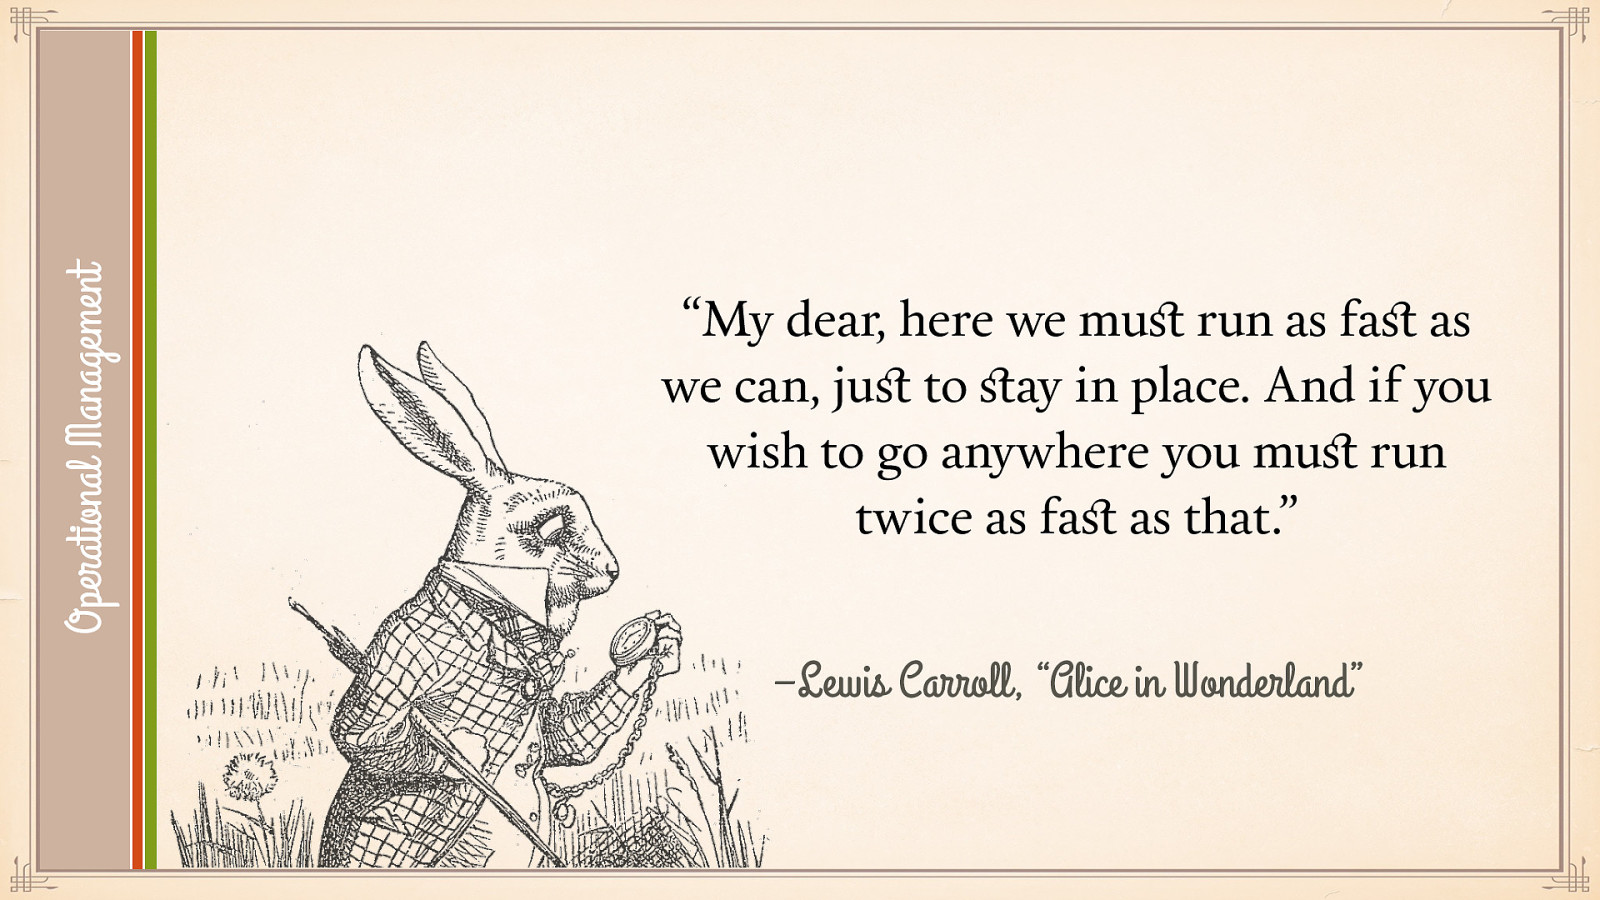 Operational Management
“My dear, here we must run as fast as
we can, just to stay in place. And if you
wish to go anywhere you must run
twice as fast as that.”
–Lewis Carroll, “Alice in Wonderland”